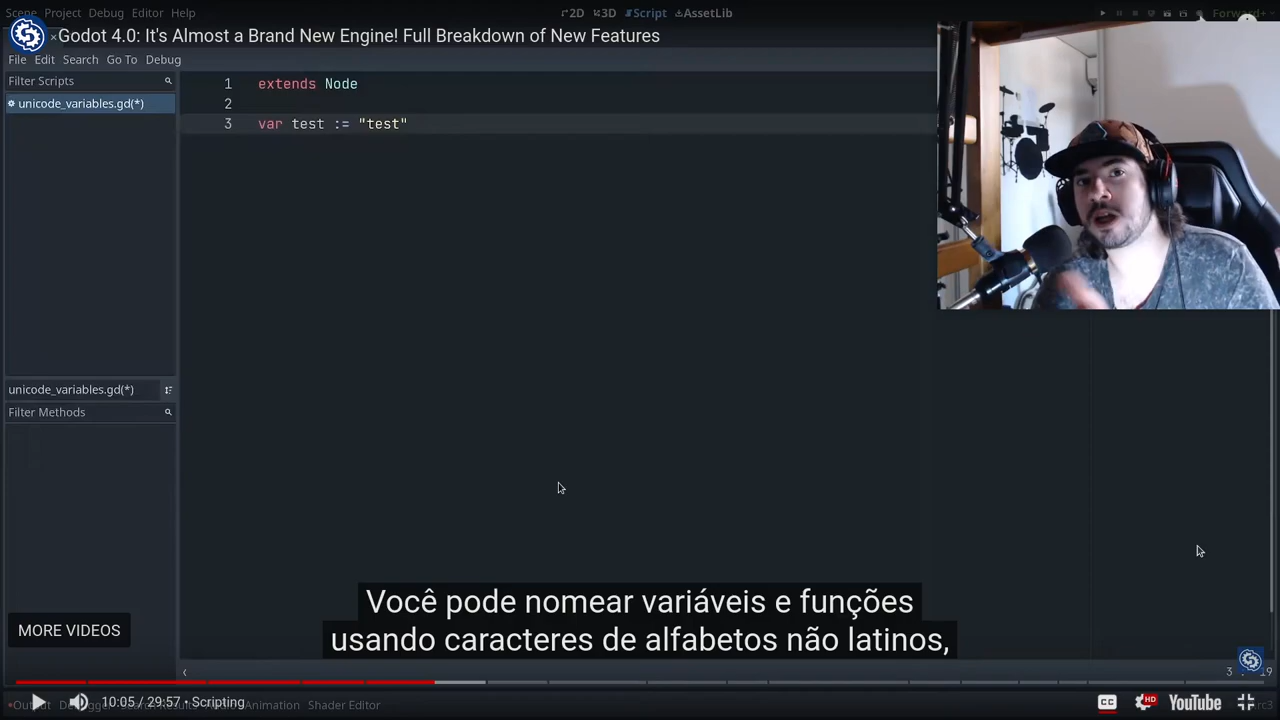 Scene Project Debug Editor Help
2D 3D Script AssetLib
Forward+
Godot 4.0: It's Almost a Brand New Engine! Full Breakdown of New Features
File Edit Search Go To Debug
Filter Scripts
unicode_variables.gd(*)
1 extends Node
2
3 var test := "test"
unicode_variables.gd(*)
Filter Methods
Você pode nomear variáveis e funções
usando caracteres de alfabetos não latinos,
MORE VIDEOS
10:05 / 29:57 • Scripting
HD
YouTube
Animation Shader Editor